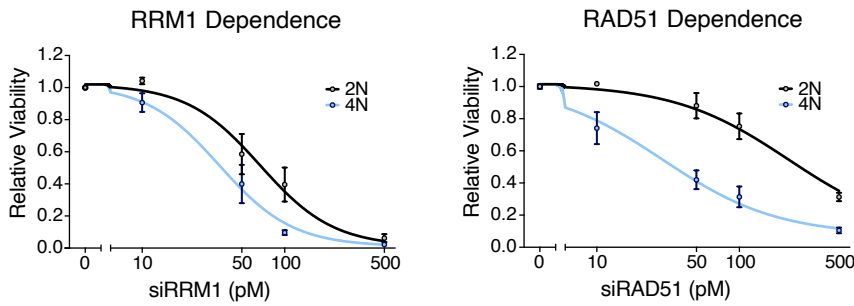 RRM1 Dependence
Relative Viability
1.2
1.0
0.8
0.6
0.4
0.2
0.0
2N
4N
0 10 50 100 500
siRRM1 (pM)
RAD51 Dependence
Relative Viability
1.2
1.0
0.8
0.6
0.4
0.2
0.0
2N
4N
0 10 50 100 500
siRAD51 (pM)